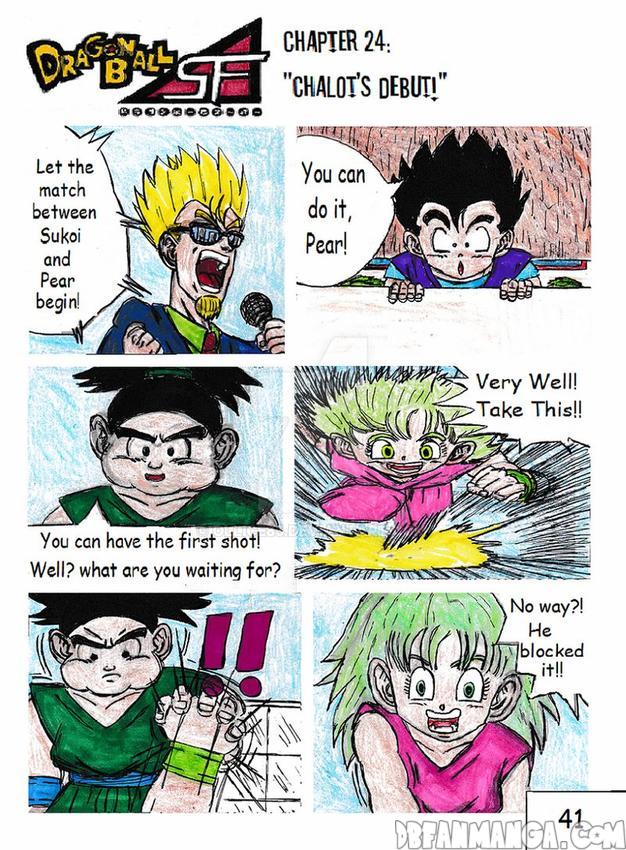 DRAGON BALL SF
CHAPTER 24:
"CHALOT'S DEBUT!"
Let the
match
between
Sukoi
and
Pear
begin!
You can
do it,
Pear!
You can have the first shot!
Well? what are you waiting for?
Very Well!
Take This!!
!!
No way?!
He
blocked
it!!
41
DBFANMANGA.COM